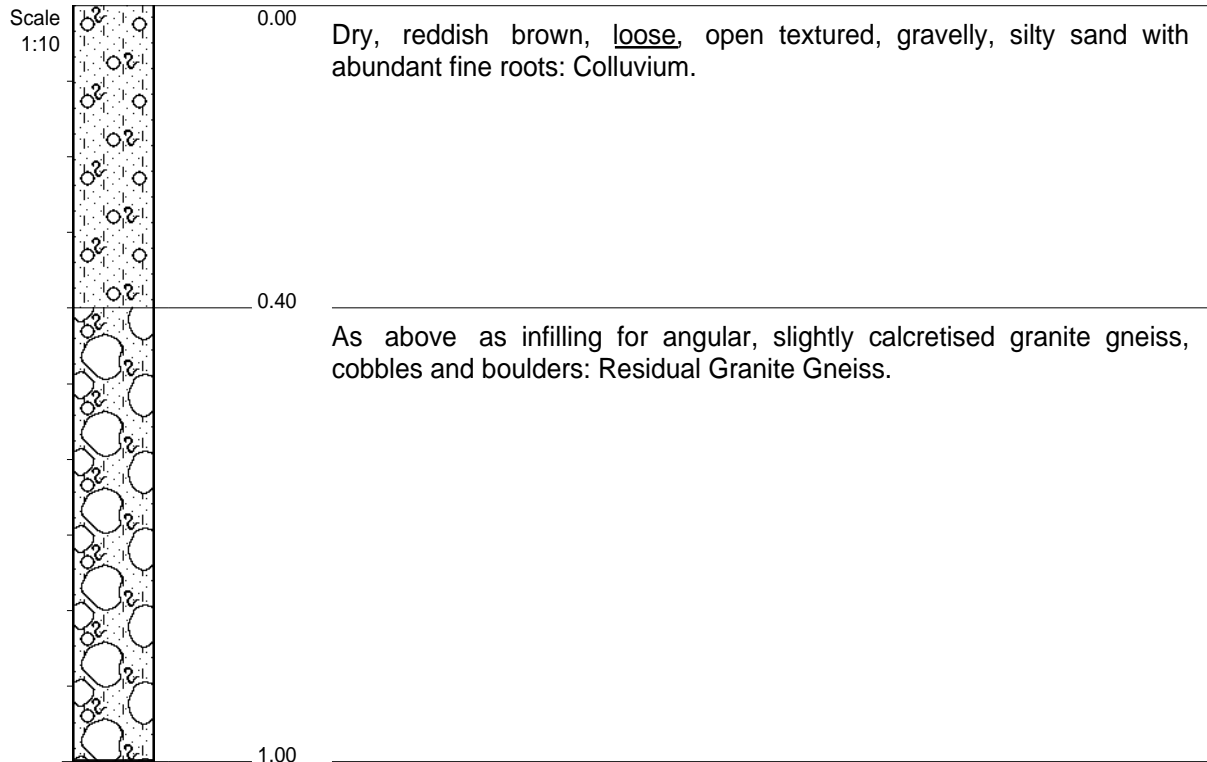 Scale
1:10
0.00
Dry, reddish brown, loose, open textured, gravelly, silty sand with
abundant fine roots: Colluvium.
0.40
As above as infilling for angular, slightly calcretised granite gneiss,
cobbles and boulders: Residual Granite Gneiss.
1.00